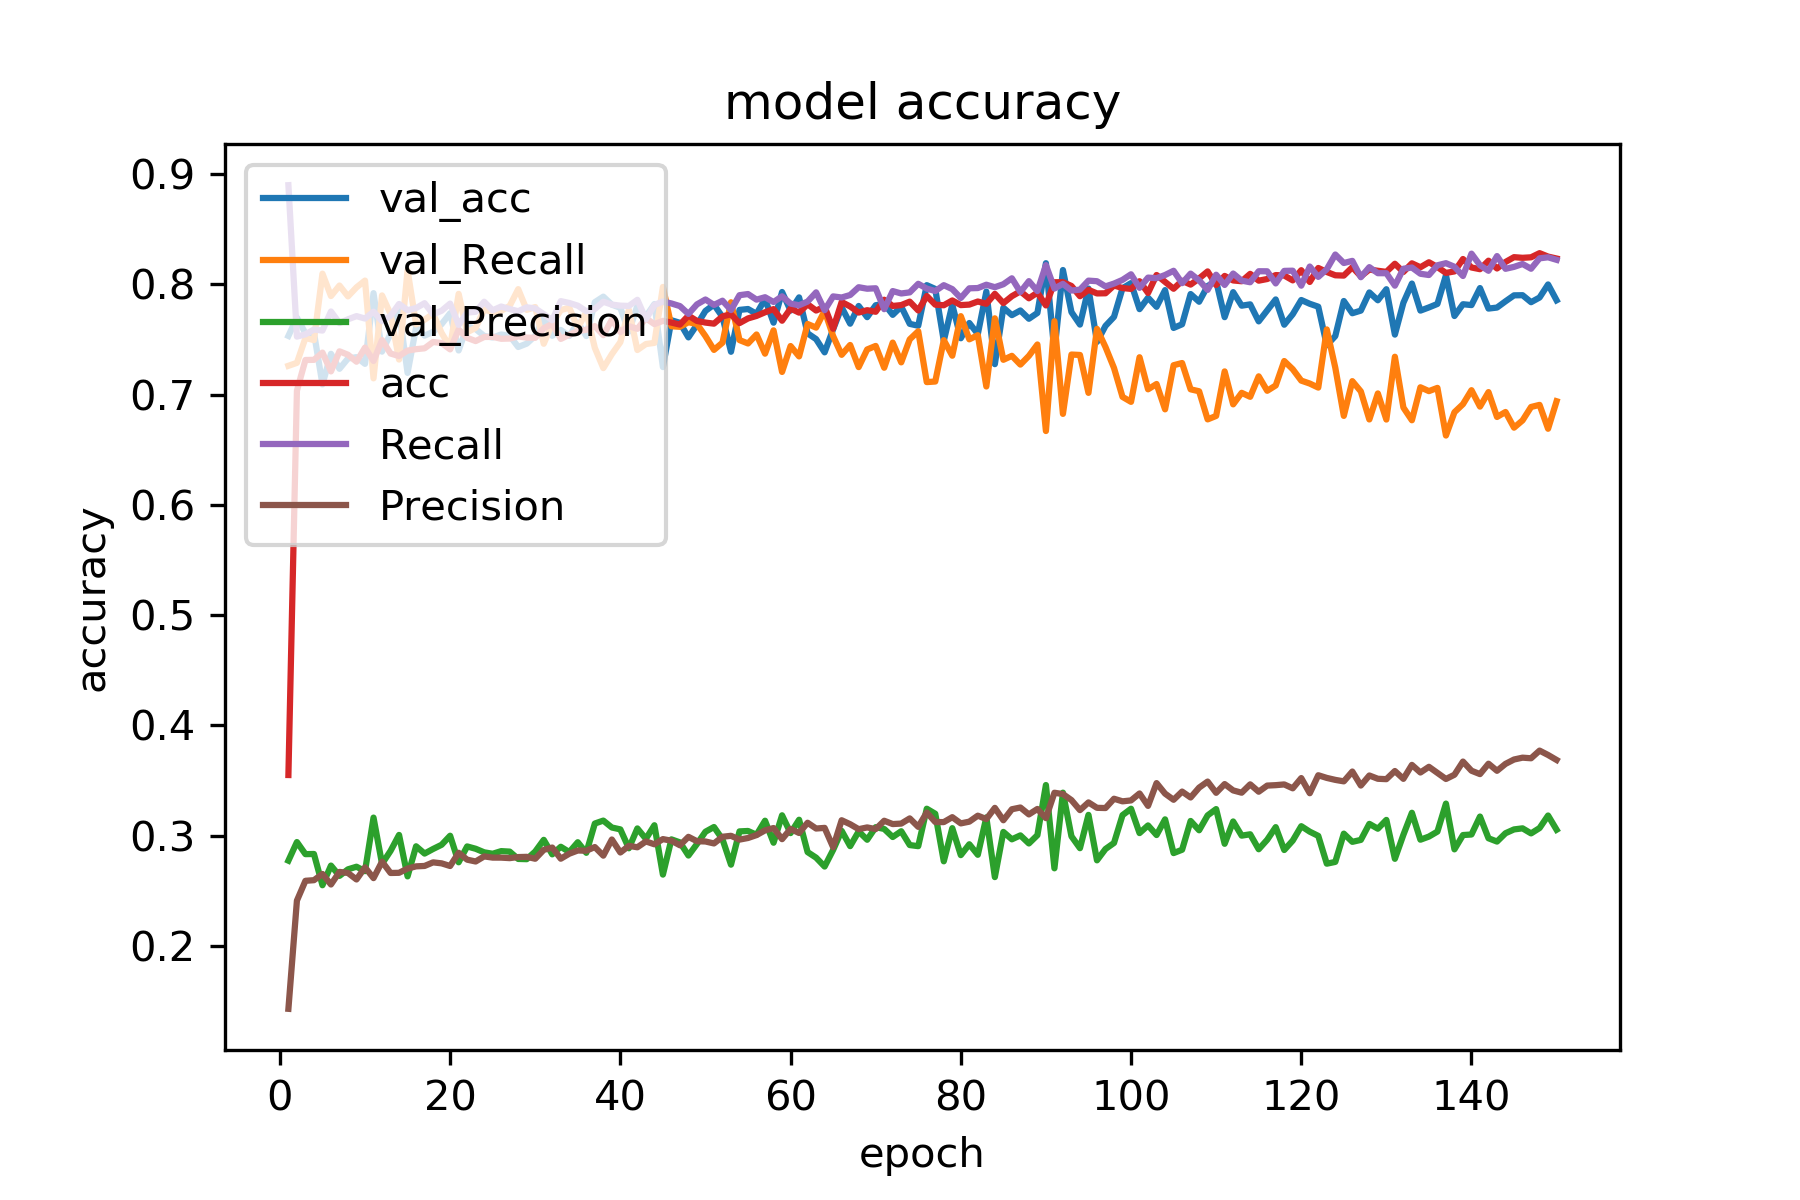 model accuracy
accuracy
0.9
0.8
0.7
0.6
0.5
0.4
0.3
0.2
val_acc
val_Recall
val_Precision
acc
Recall
Precision
0 20 40 60 80 100 120 140
epoch